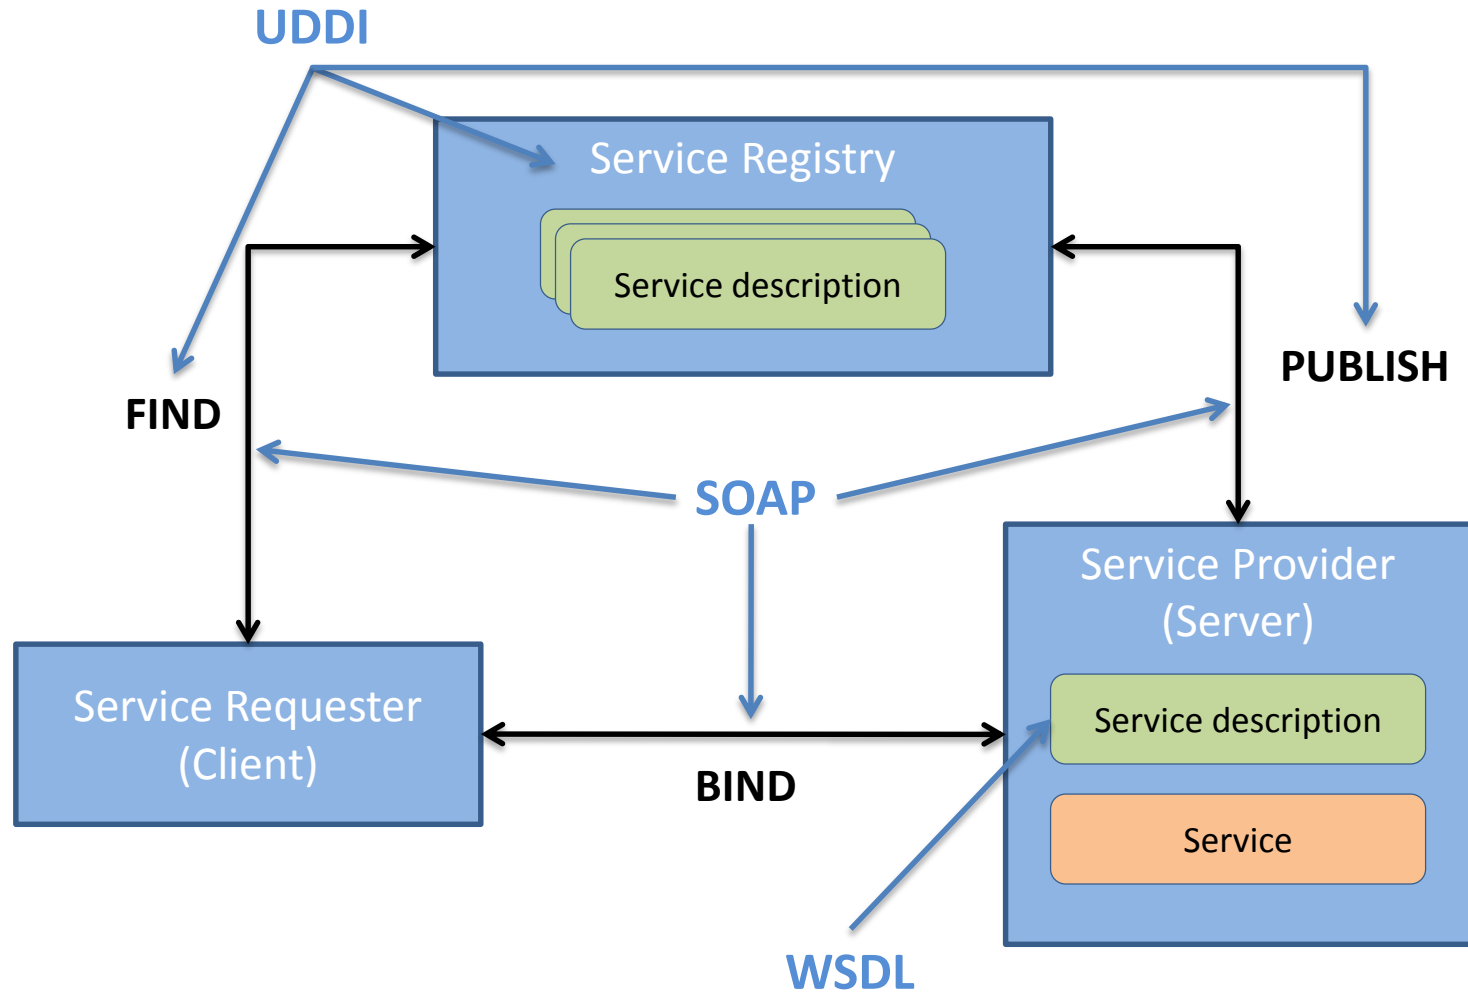 UDDI
Service Registry
Service description
PUBLISH
FIND
SOAP
Service Provider
(Server)
Service Requester
(Client)
Service description
BIND
Service
WSDL